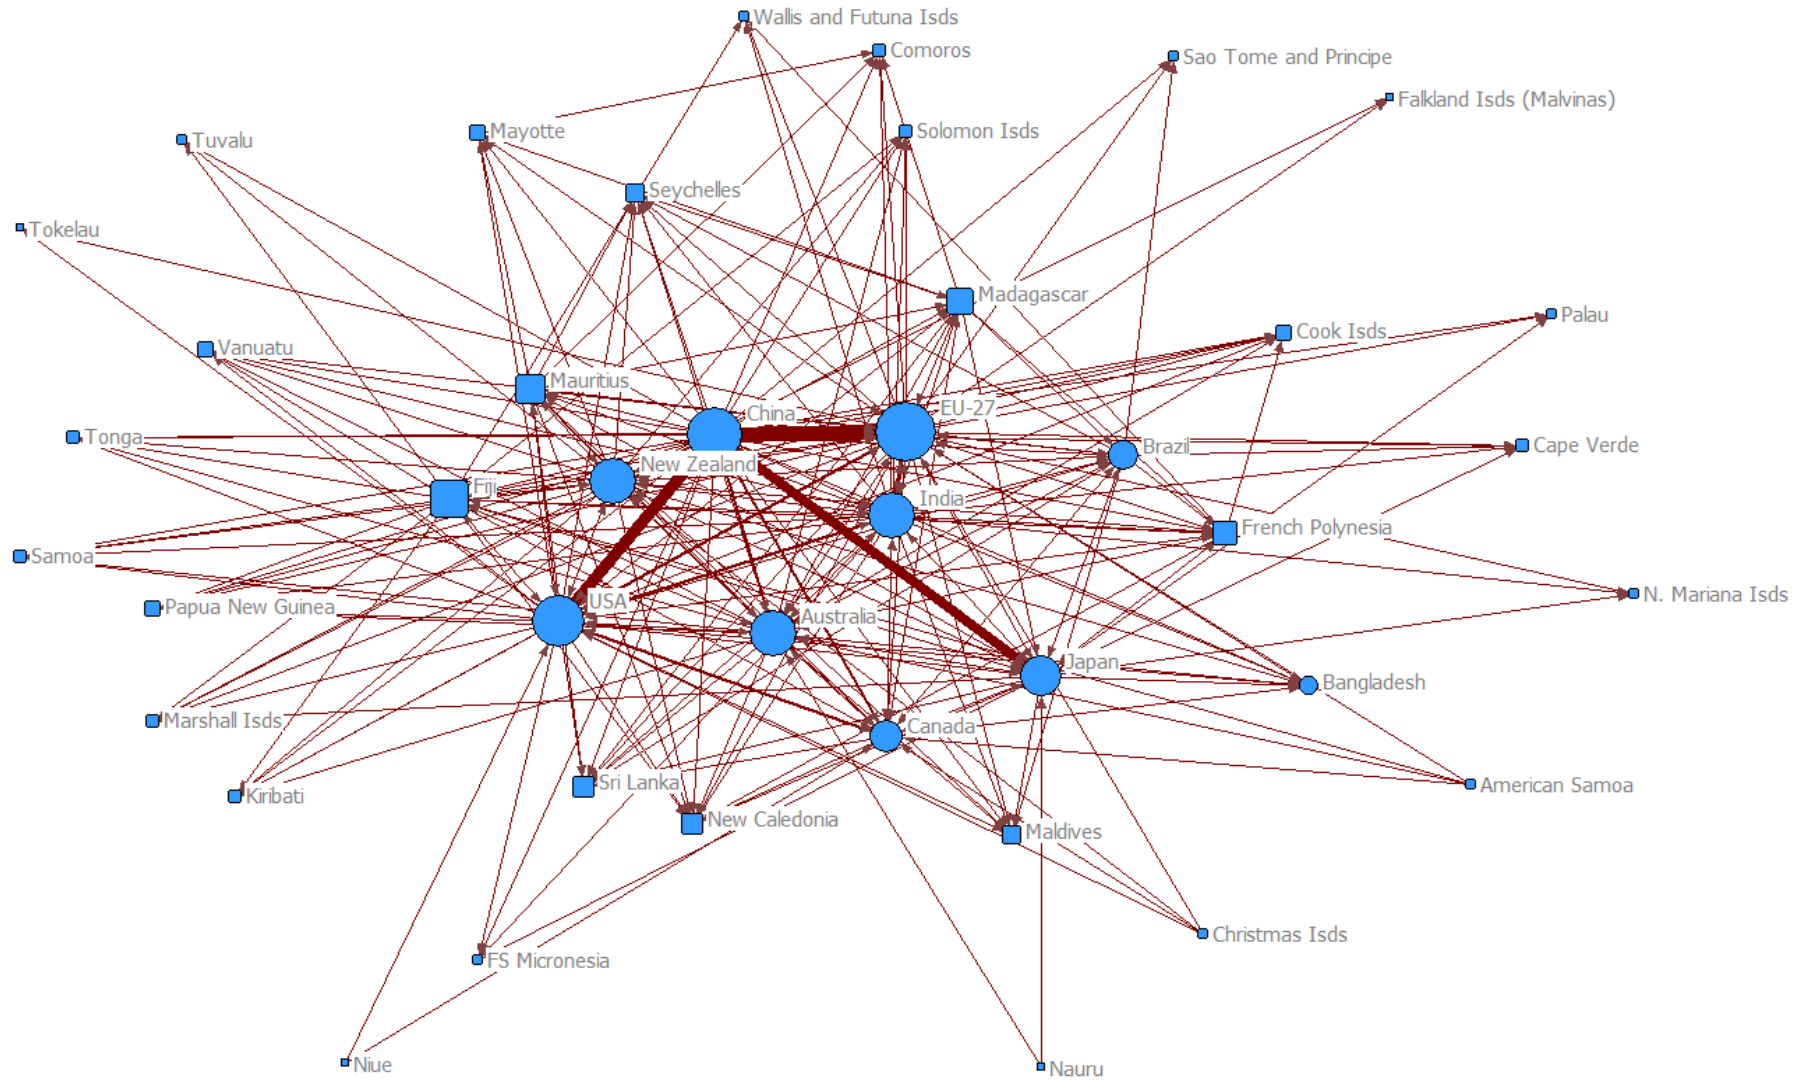 Wallis and Futuna Isds
Comoros
Sao Tome and Principe
Falkland Isds (Malvinas)
Mayotte
Solomon Isds
Tuvalu
Seychelles
Tokelau
Madagascar
Palau
Cook Isds
Vanuatu
Mauritius
China
EU-27
Tonga
Brazil
Cape Verde
New Zealand
Fiji
India
French Polynesia
Samoa
N. Mariana Isds
USA
Papua New Guinea
Australia
Japan
Bangladesh
Marshall Isds
Canada
Sri Lanka
American Samoa
Kiribati
New Caledonia
Maldives
Christmas Isds
FS Micronesia
Niue
Nauru